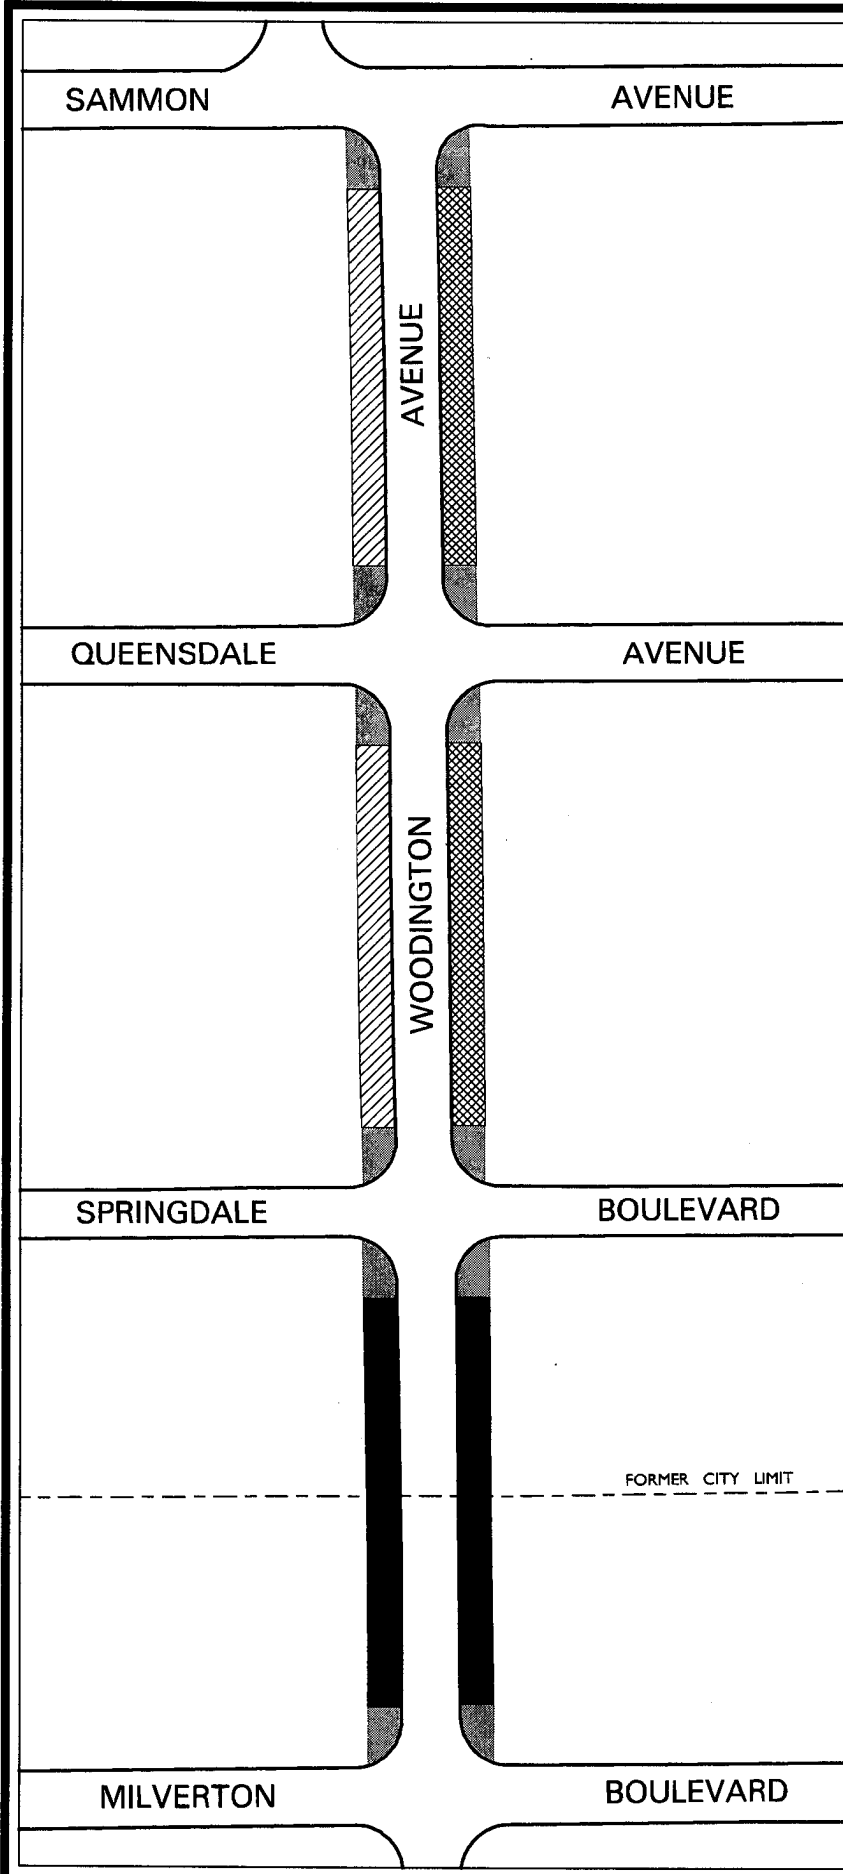 SAMMON AVENUE
AVENUE
QUEENSDALE AVENUE
WOODINGTON
SPRINGDALE BOULEVARD
FORMER CITY LIMIT
MILVERTON BOULEVARD